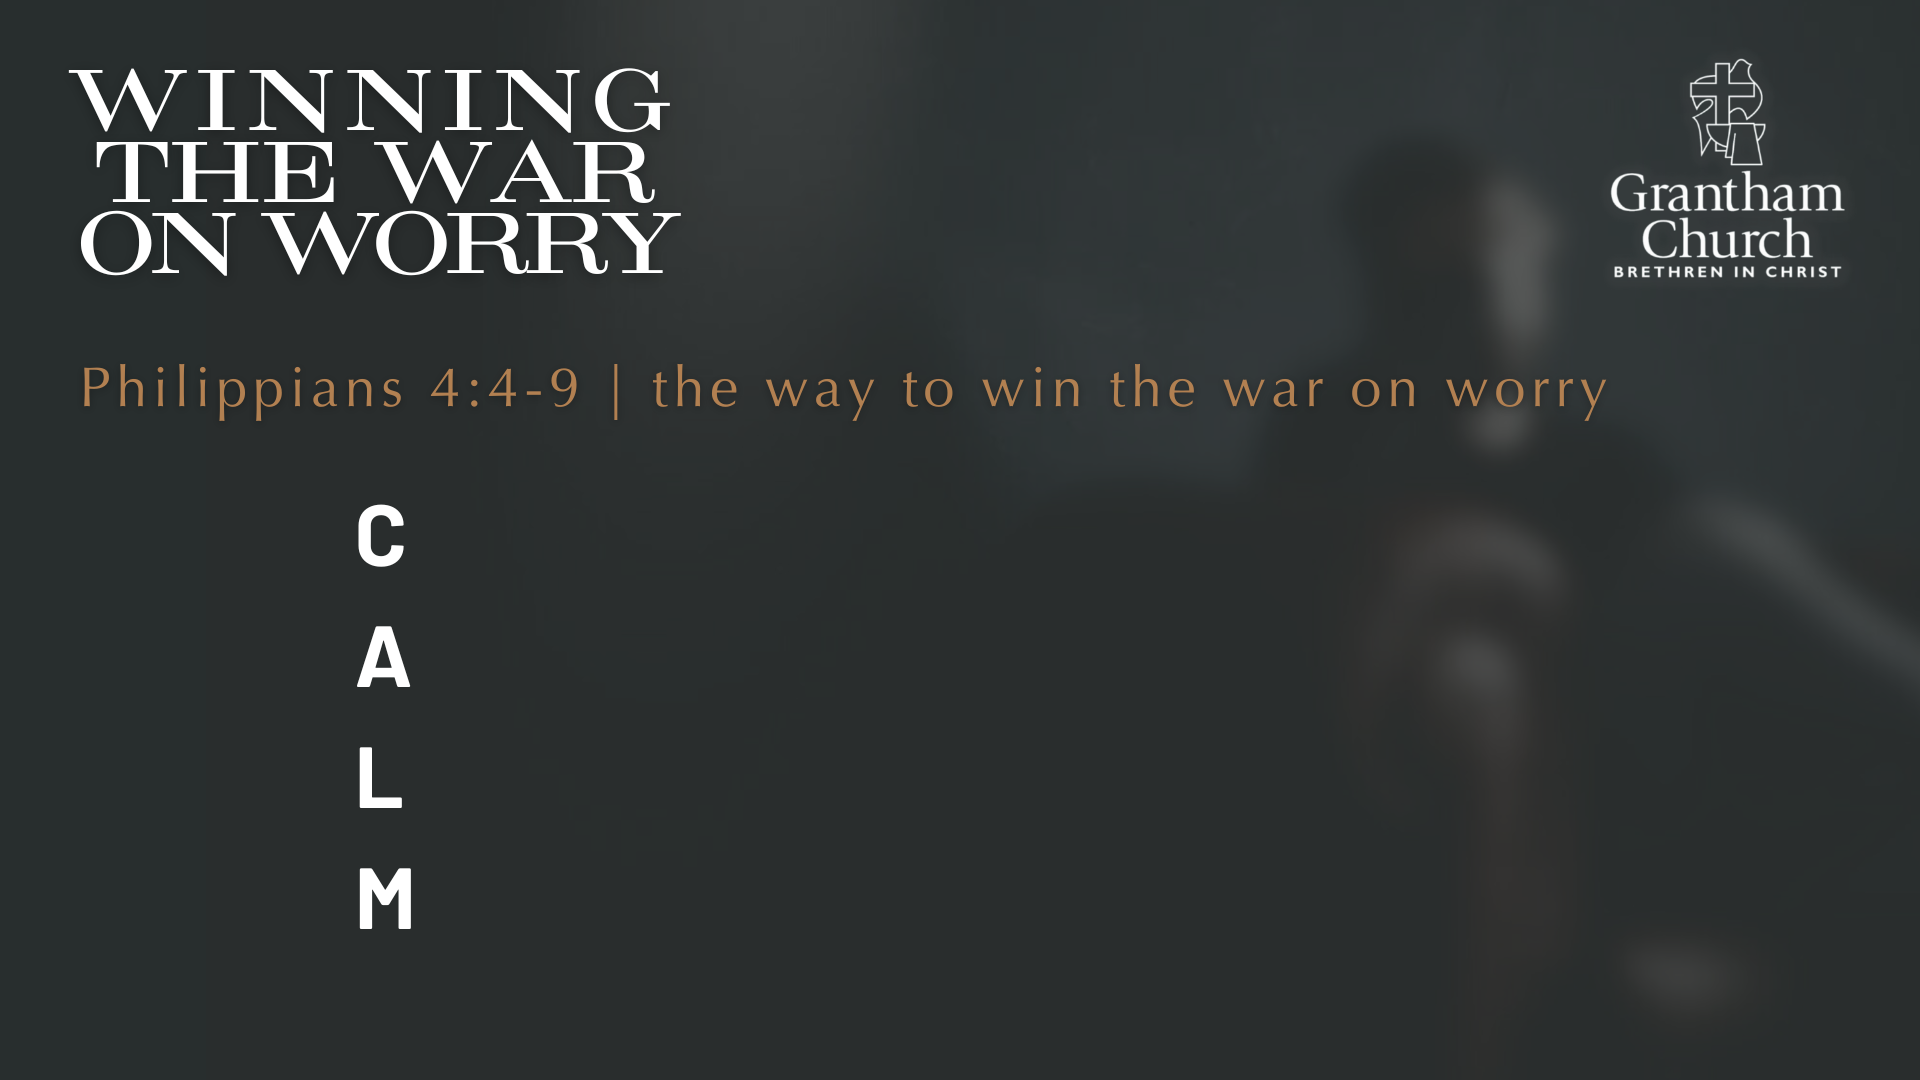 WINNING
THE WAR
ON WORRY
Grantham
Church
BRETHREN IN CHRIST
Philippians 4:4-9 | the way to win the war on worry
C
A
L
M